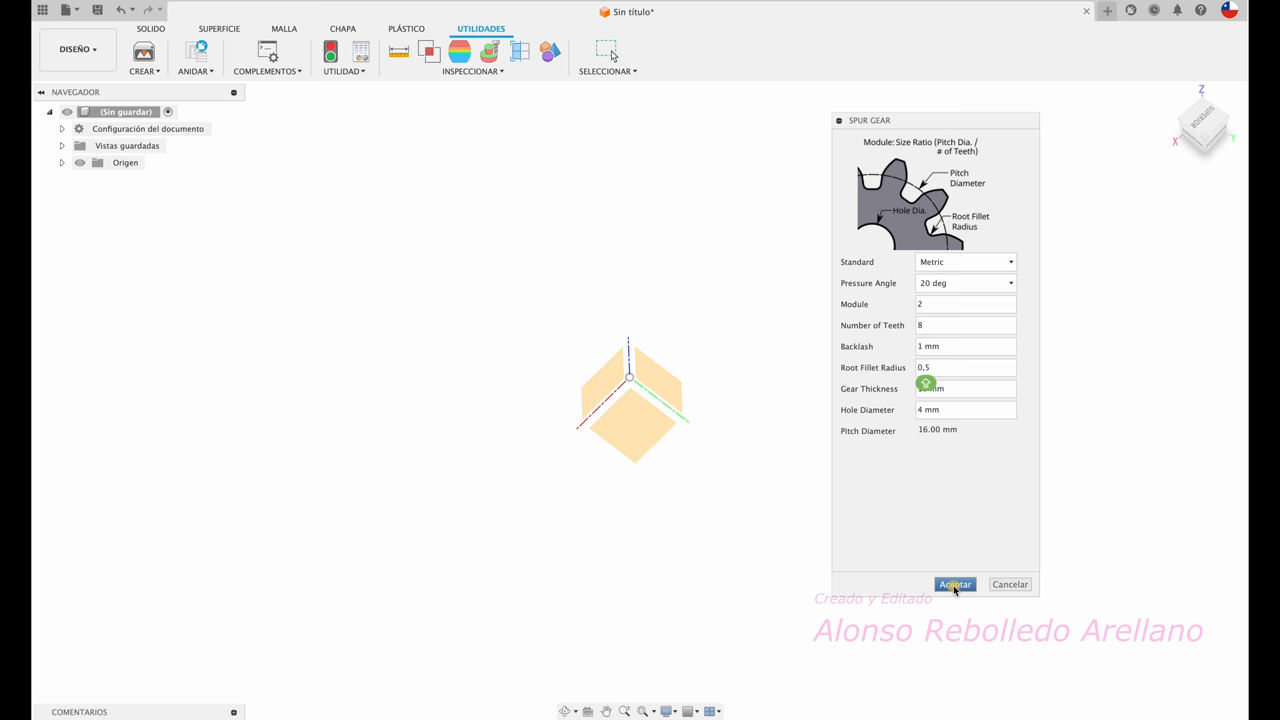 Sin título*
SÓLIDO
SUPERFICIE
MALLA
CHAPA
PLÁSTICO
UTILIDADES
DISEÑO
CREAR
ANIDAR
COMPLEMENTOS
UTILIDAD
INSPECCIONAR
SELECCIONAR
NAVEGADOR
(Sin guardar)
Configuración del documento
Vistas guardadas
Origen
Z
SUPERIOR
X
Y
SPUR GEAR
Module: Size Ratio (Pitch Dia. /
# of Teeth)
Pitch
Diameter
Hole Dia.
Root Fillet
Radius
Standard Metric
Pressure Angle 20 deg
Module 2
Number of Teeth 8
Backlash 1 mm
Root Fillet Radius 0,5
Gear Thickness mm
Hole Diameter 4 mm
Pitch Diameter 16.00 mm
Aceptar Cancelar
Creado y Editado
Alonso Rebolledo Arellano
COMENTARIOS